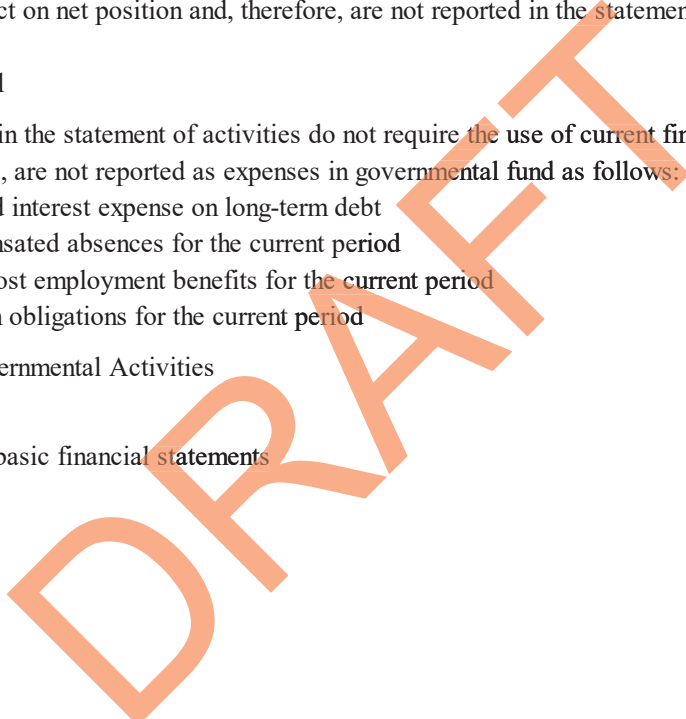 ct on net position and, therefore, are not reported in the statemen
l
in the statement of activities do not require the use of current fin
, are not reported as expenses in governmental fund as follows:
d interest expense on long-term debt
nsated absences for the current period
ost employment benefits for the current period
n obligations for the current period
ernmental Activities
basic financial statements
DRAFT